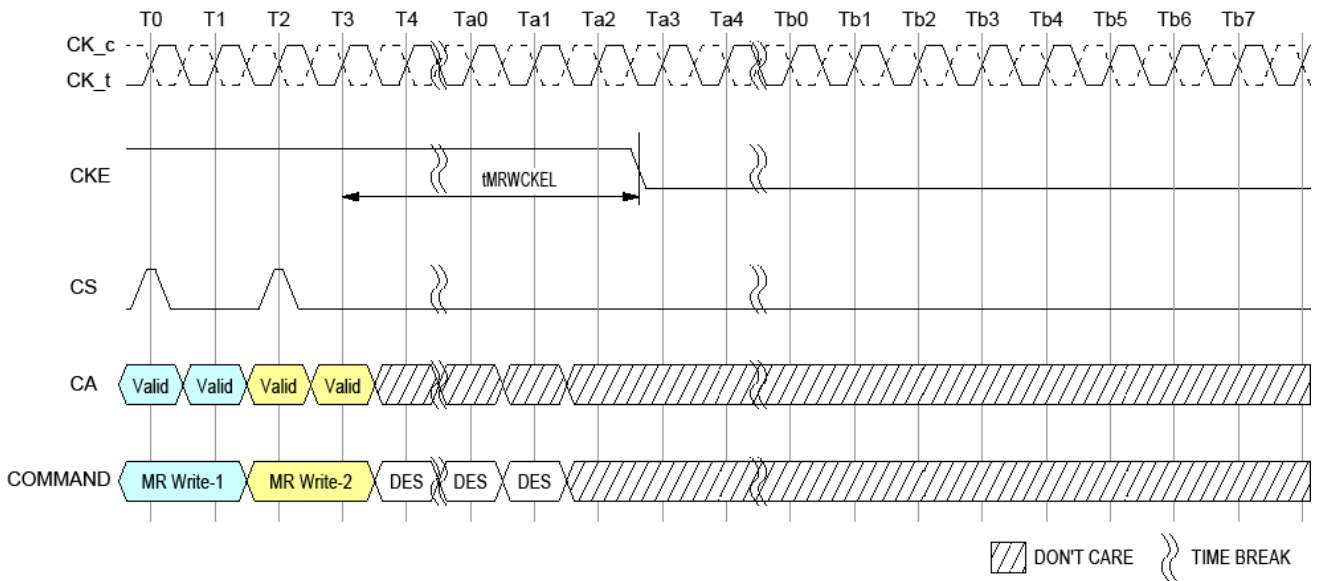 T0 T1 T2 T3 T4 Ta0 Ta1 Ta2 Ta3 Ta4 Tb0 Tb1 Tb2 Tb3 Tb4 Tb5 Tb6 Tb7
CK_c
CK_t
CKE
tMRWCKEL
CS
CA Valid Valid Valid Valid
COMMAND MR Write-1 MR Write-2 DES DES DES
DON'T CARE TIME BREAK